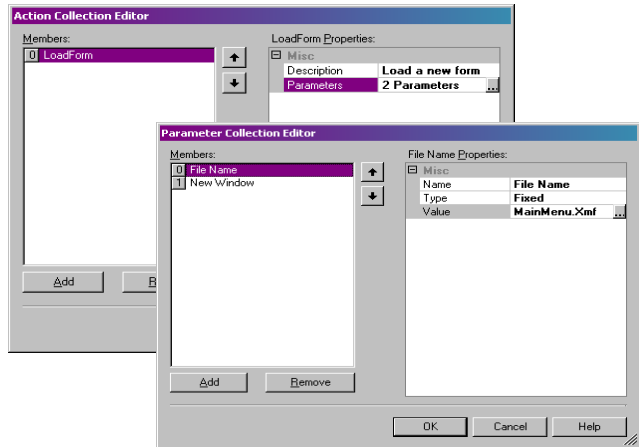 Action Collection Editor
Members:
LoadForm Properties:
0 LoadForm
Misc
Description Load a new form
Parameters 2 Parameters ...
Add
R
Parameter Collection Editor
Members:
File Name Properties:
0 File Name
1 New Window
Misc
Name File Name
Type Fixed
Value MainMenu.Xmf ...
Add Remove
OK Cancel Help